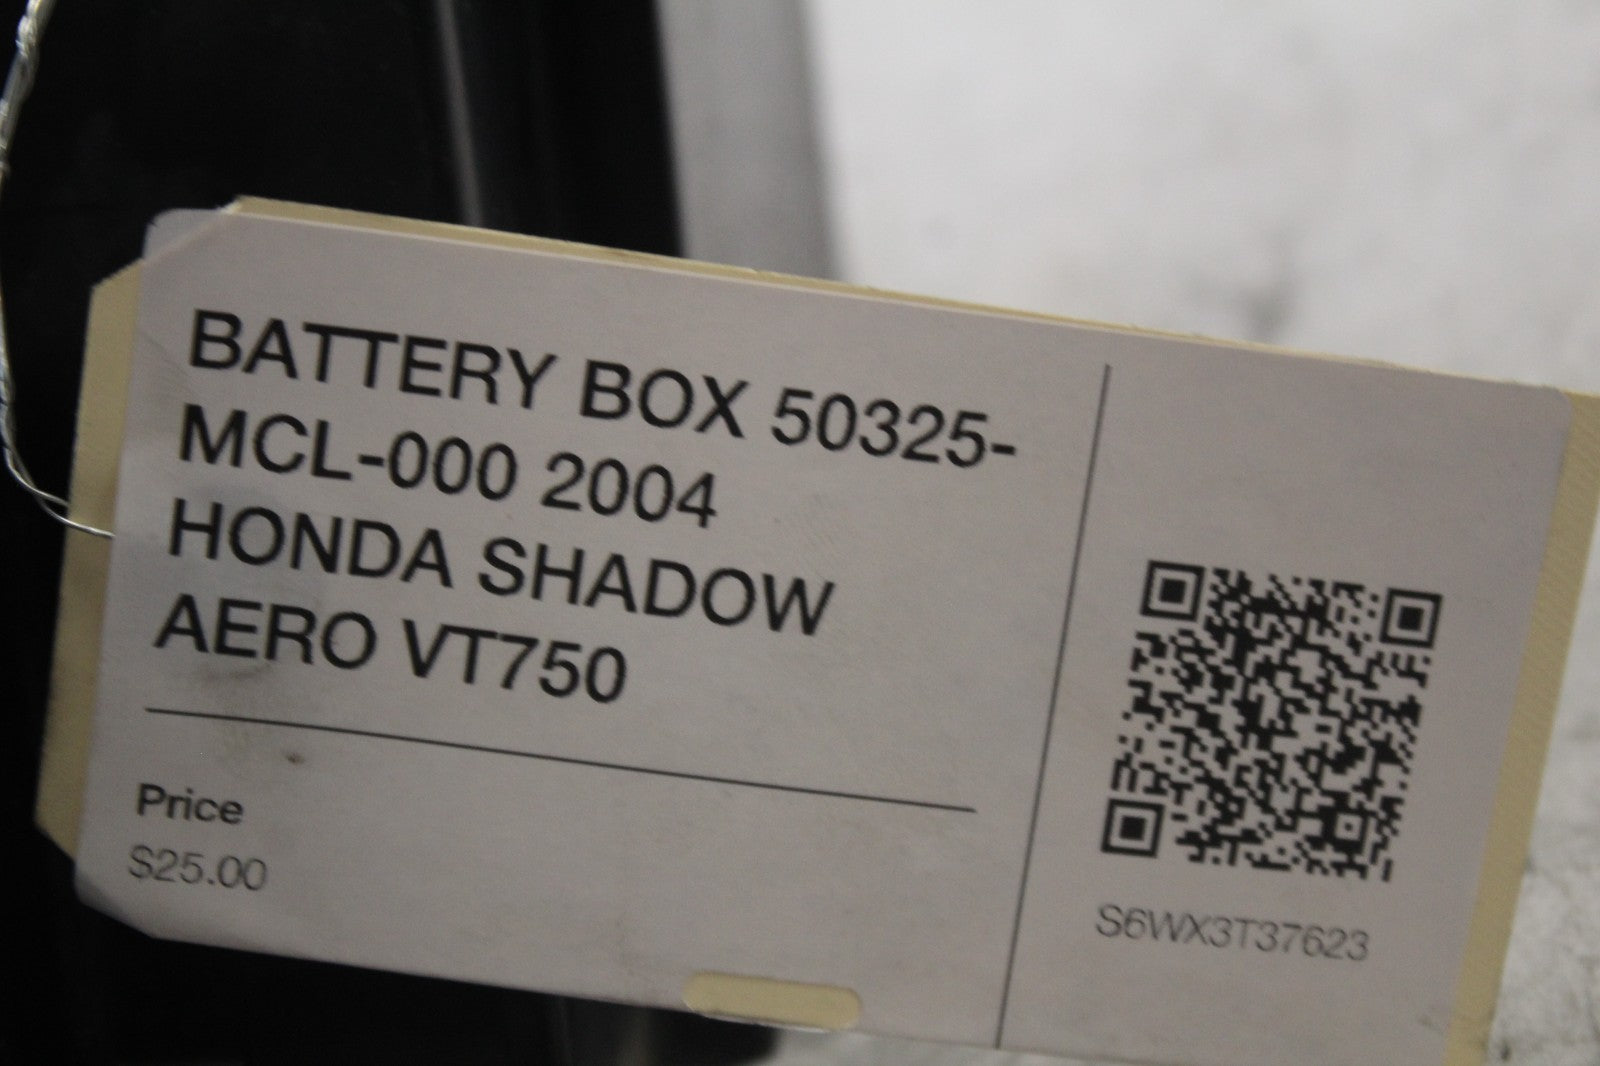 BATTERY BOX 50325-
MCL-000 2004
HONDA SHADOW
AERO VT750
Price
$25.00
S6WX3T37623